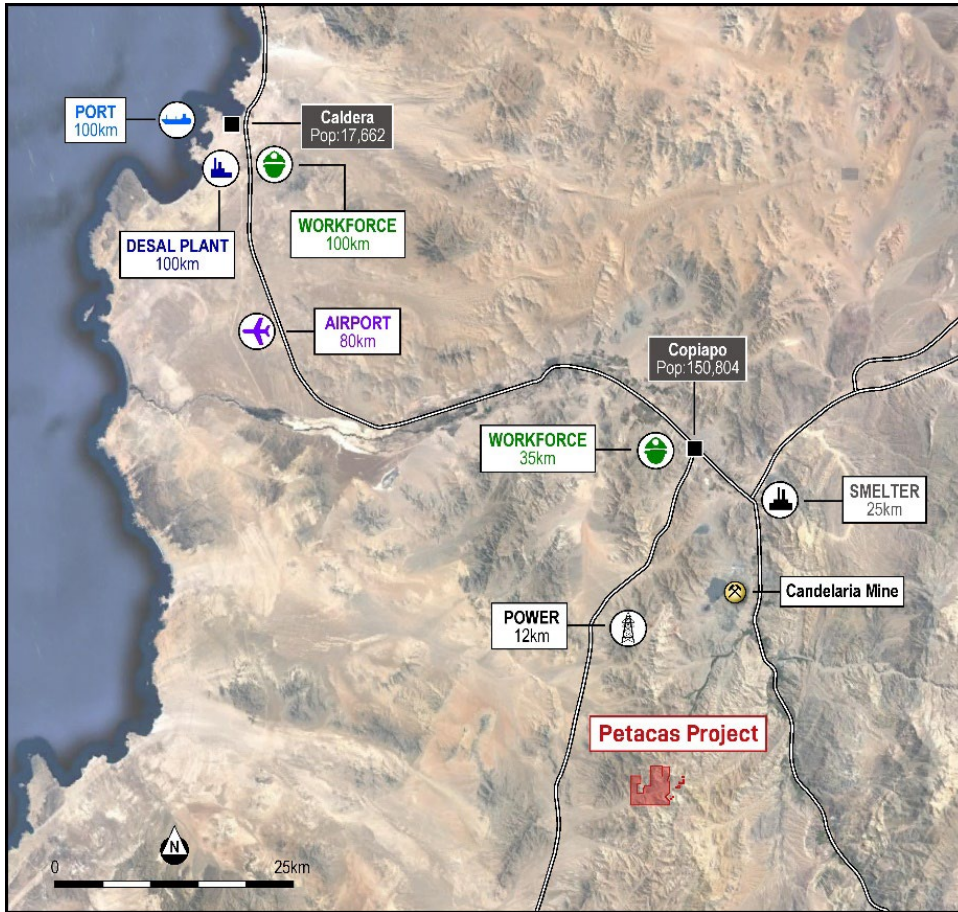 PORT
100km
Caldera
Pop:17,662
DESAL PLANT
100km
WORKFORCE
100km
AIRPORT
80km
Copiapo
Pop:150,804
WORKFORCE
35km
SMELTER
25km
Candelaria Mine
POWER
12km
Petacas Project
N
0
25km